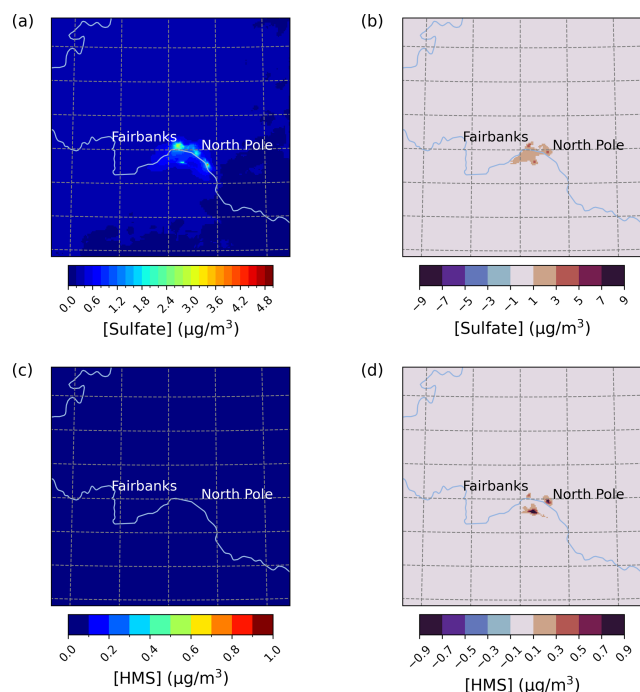 (a)
(b)
Fairbanks
North Pole
Fairbanks
North Pole
0.0 0.6 1.2 1.8 2.4 3.0 3.6 4.2 4.8
−9 −7 −5 −3 −1 1 3 5 7 9
[Sulfate] (μg/m³)
[Sulfate] (μg/m³)
(c)
(d)
Fairbanks
North Pole
Fairbanks
North Pole
0.0 0.2 0.4 0.6 0.8 1.0
−0.9 −0.7 −0.5 −0.3 −0.1 0.1 0.3 0.5 0.7 0.9
[HMS] (μg/m³)
[HMS] (μg/m³)